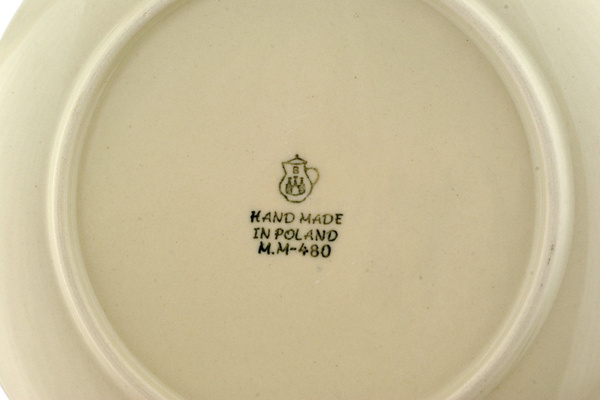 B
HAND MADE
IN POLAND
M.M-480